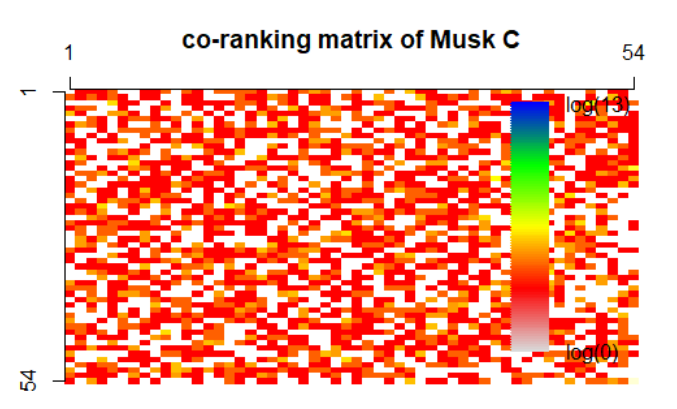 co-ranking matrix of Musk C
1
54
1
log(13)
log(0)
54